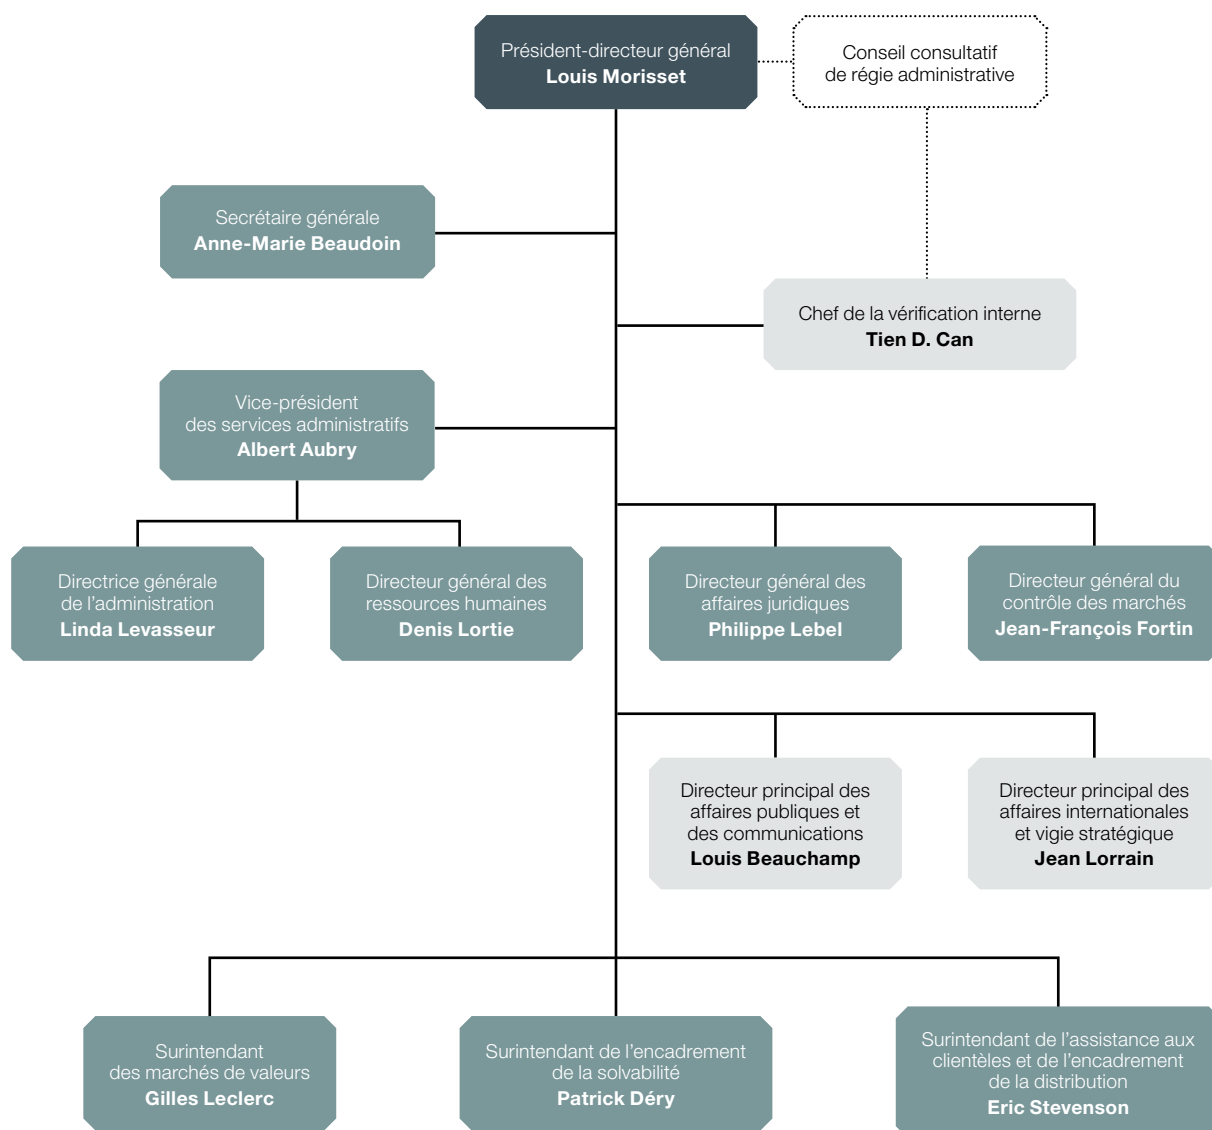 Président-directeur général
Louis Morisset
Conseil consultatif
de régie administrative
Secrétaire générale
Anne-Marie Beaudoin
Chef de la vérification interne
Tien D. Can
Vice-président
des services administratifs
Albert Aubry
Directrice générale
de l'administration
Linda Levasseur
Directeur général des
ressources humaines
Denis Lortie
Directeur général des
affaires juridiques
Philippe Lebel
Directeur général du
contrôle des marchés
Jean-François Fortin
Directeur principal des
affaires publiques et
des communications
Louis Beauchamp
Directeur principal des
affaires internationales
et vigie stratégique
Jean Lorrain
Surintendant
des marchés de valeurs
Gilles Leclerc
Surintendant de l'encadrement
de la solvabilité
Patrick Déry
Surintendant de l'assistance aux
clientèles et de l'encadrement
de la distribution
Eric Stevenson